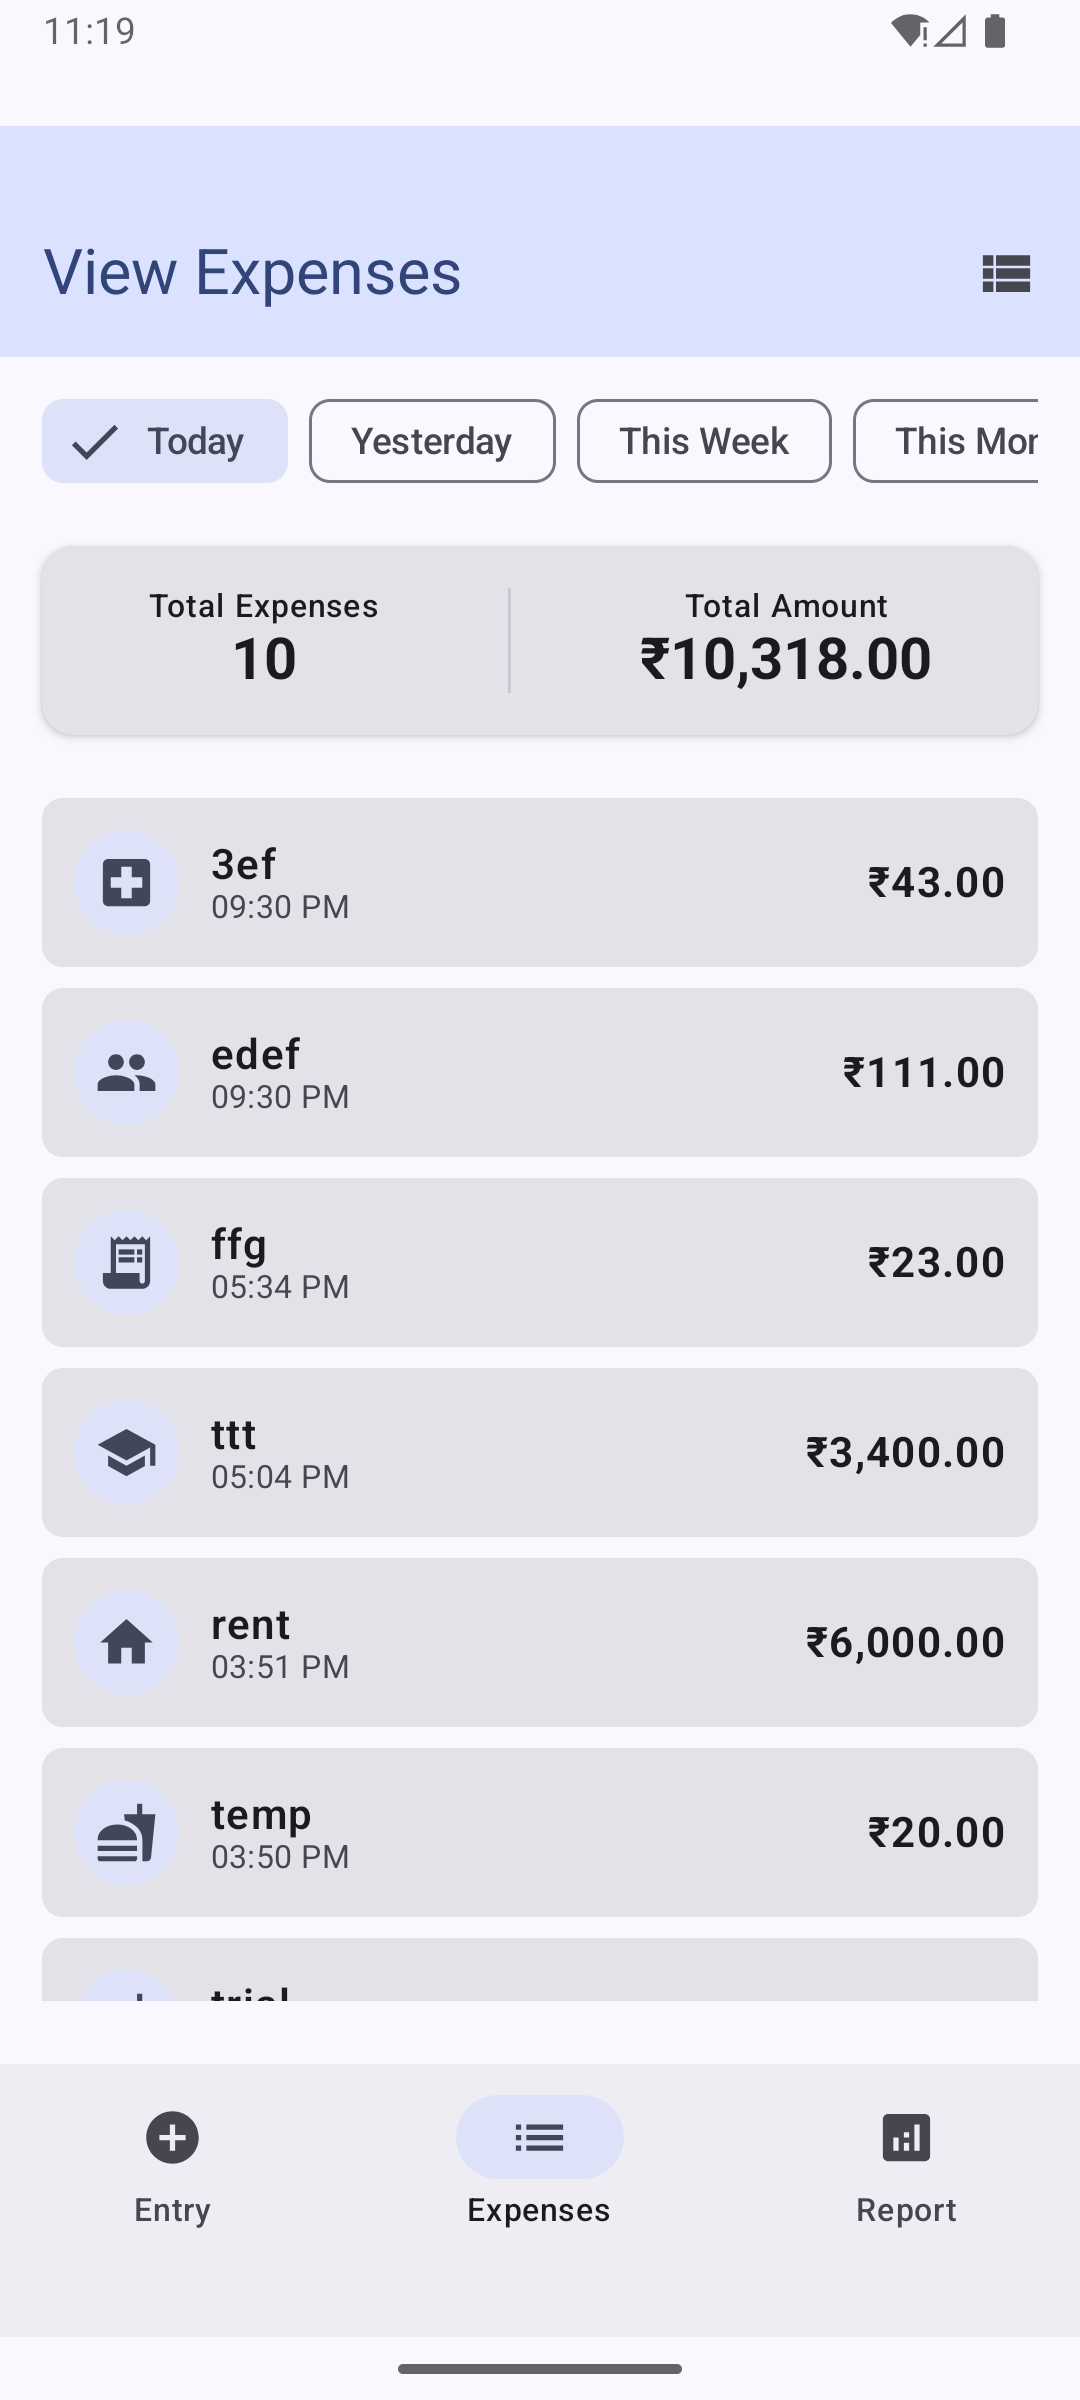 11:19
View Expenses
Today
Yesterday
This Week
This Mor
Total Expenses
10
Total Amount
₹10,318.00
3ef
09:30 PM
₹43.00
edef
09:30 PM
₹111.00
ffg
05:34 PM
₹23.00
ttt
05:04 PM
₹3,400.00
rent
03:51 PM
₹6,000.00
temp
03:50 PM
₹20.00
Entry
Expenses
Report